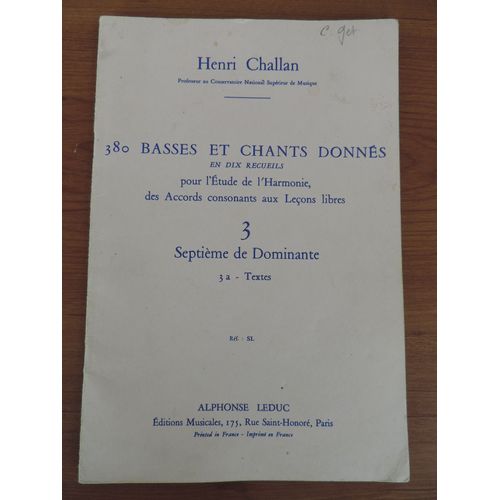 c. get
Henri Challan
Professeur au Conservatoire National Supérieur de Musique
380 BASSES ET CHANTS DONNÉS
EN DIX RECUEILS
pour l'Étude de l'Harmonie,
des Accords consonants aux Leçons libres
3
Septième de Dominante
3 a - Textes
Réf. : SL
ALPHONSE LEDUC
Éditions Musicales, 175, Rue Saint-Honoré, Paris
Printed in France - Imprimé en France